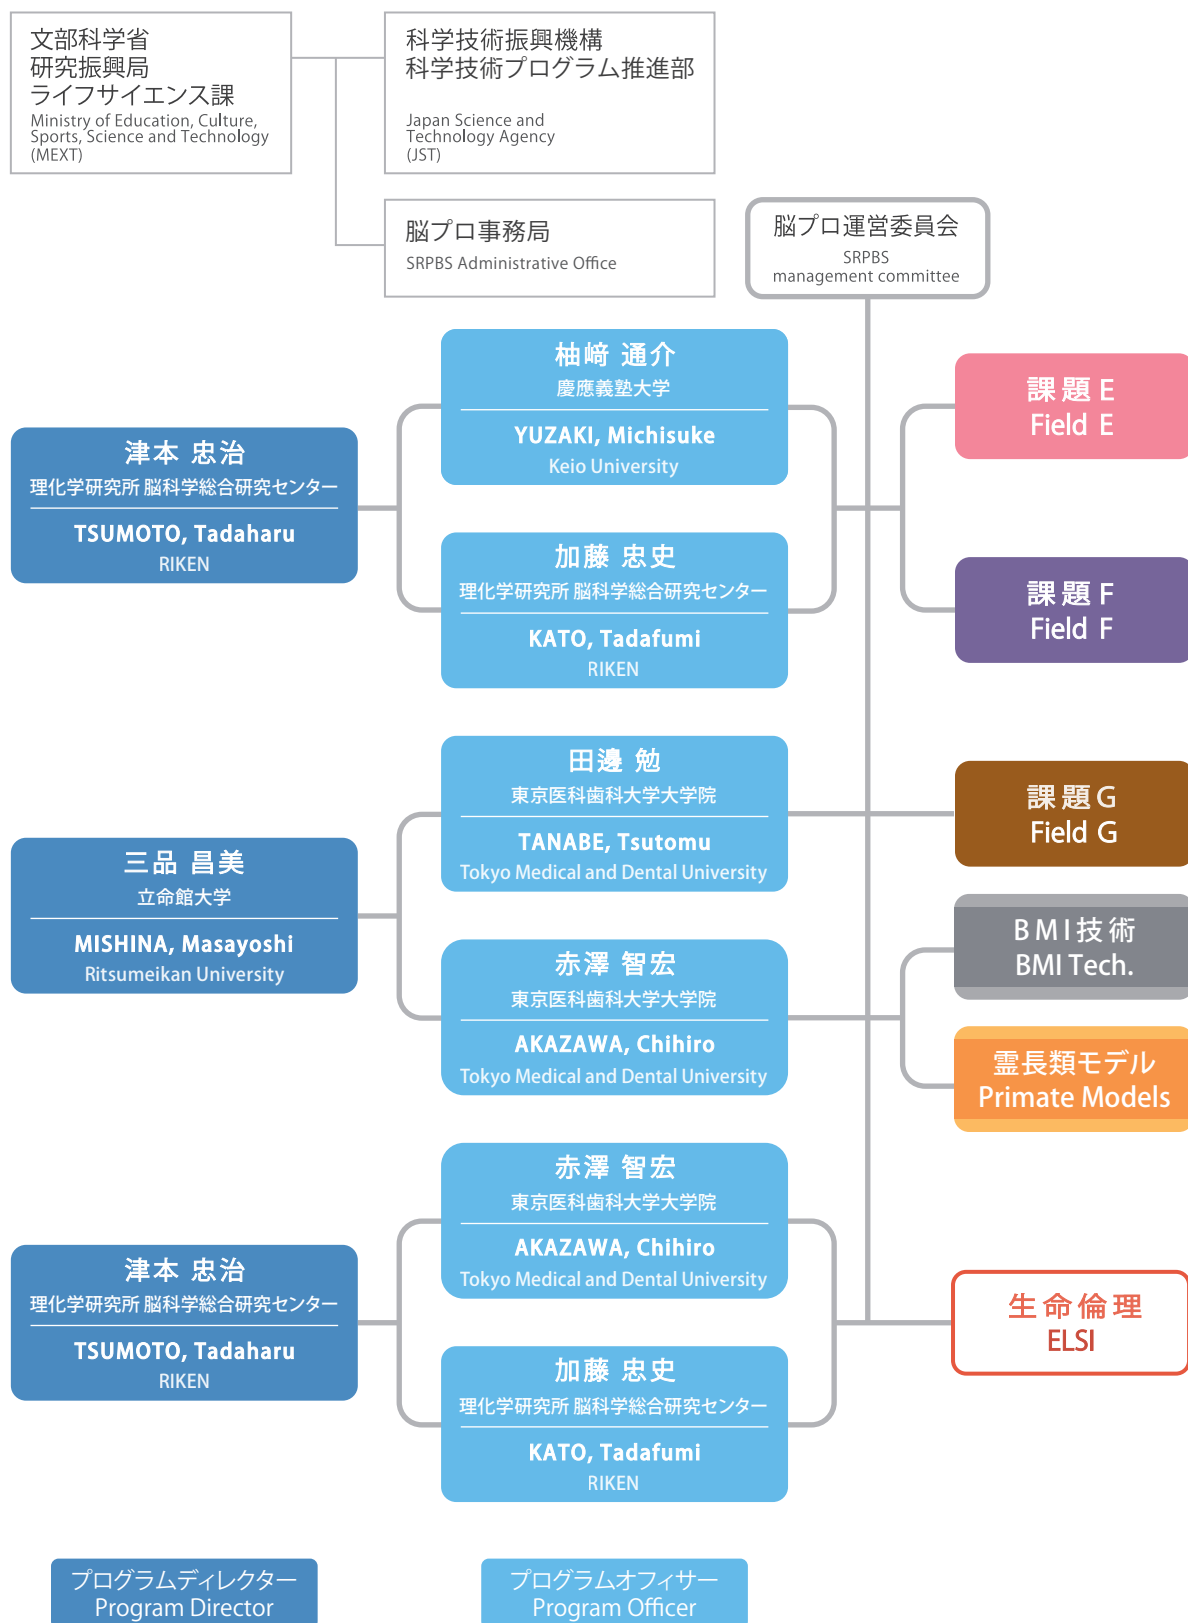 文部科学省
研究振興局
ライフサイエンス課
Ministry of Education, Culture,
Sports, Science and Technology
(MEXT)
科学技術振興機構
科学技術プログラム推進部
Japan Science and
Technology Agency
(JST)
脳プロ事務局
SRPBS Administrative Office
脳プロ運営委員会
SRPBS
management committee
津本 忠治
理化学研究所 脳科学総合研究センター
TSUMOTO, Tadaharu
RIKEN
柚﨑 通介
慶應義塾大学
YUZAKI, Michisuke
Keio University
加藤 忠史
理化学研究所 脳科学総合研究センター
KATO, Tadafumi
RIKEN
課題 E
Field E
課題 F
Field F
三品 昌美
立命館大学
MISHINA, Masayoshi
Ritsumeikan University
田邊 勉
東京医科歯科大学大学院
TANABE, Tsutomu
Tokyo Medical and Dental University
赤澤 智宏
東京医科歯科大学大学院
AKAZAWA, Chihiro
Tokyo Medical and Dental University
課題 G
Field G
BMI技術
BMI Tech.
霊長類モデル
Primate Models
津本 忠治
理化学研究所 脳科学総合研究センター
TSUMOTO, Tadaharu
RIKEN
赤澤 智宏
東京医科歯科大学大学院
AKAZAWA, Chihiro
Tokyo Medical and Dental University
加藤 忠史
理化学研究所 脳科学総合研究センター
KATO, Tadafumi
RIKEN
生命倫理
ELSI
プログラムディレクター
Program Director
プログラムオフィサー
Program Officer